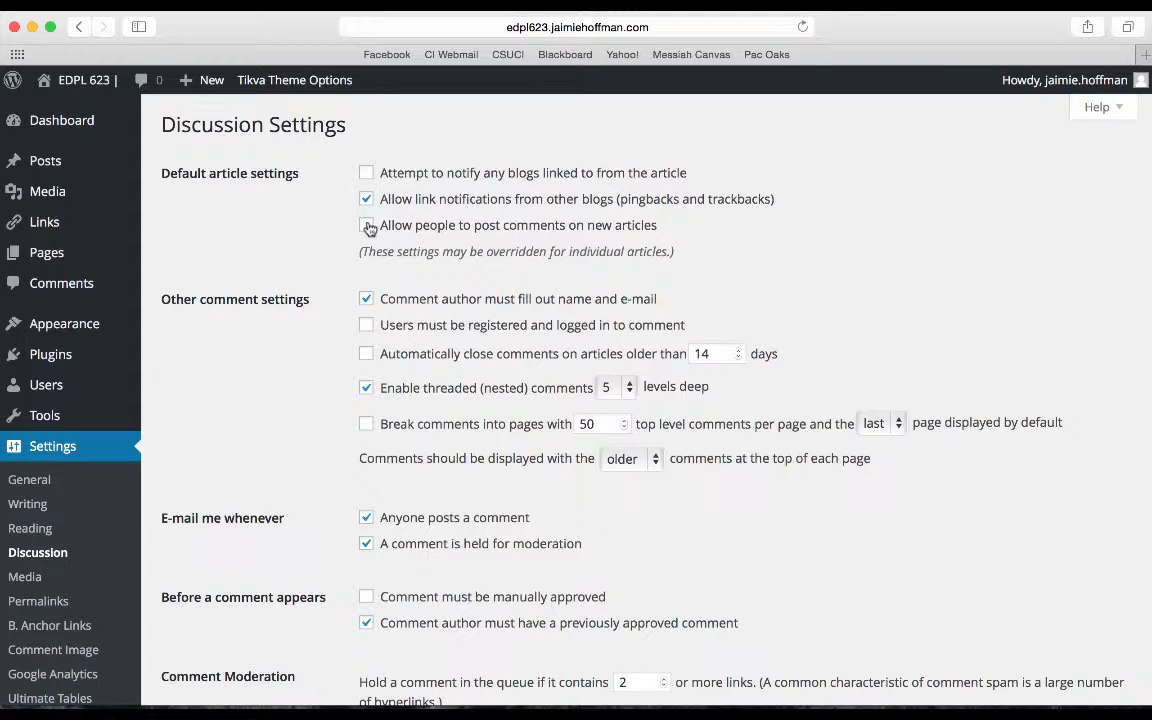 edpl623.jaimiehoffman.com
Facebook CI Webmail CSUCI Blackboard Yahoo! Messiah Canvas Pac Oaks
EDPL 623 | 0 New Tikva Theme Options Howdy, jaimie.hoffman
Help
Dashboard
Posts
Media
Links
Pages
Comments
Appearance
Plugins
Users
Tools
Settings
General
Writing
Reading
Discussion
Media
Permalinks
B. Anchor Links
Comment Image
Google Analytics
Ultimate Tables
Discussion Settings
Default article settings
Attempt to notify any blogs linked to from the article
Allow link notifications from other blogs (pingbacks and trackbacks)
Allow people to post comments on new articles
(These settings may be overridden for individual articles.)
Other comment settings
Comment author must fill out name and e-mail
Users must be registered and logged in to comment
Automatically close comments on articles older than 14 days
Enable threaded (nested) comments 5 levels deep
Break comments into pages with 50 top level comments per page and the last page displayed by default
Comments should be displayed with the older comments at the top of each page
E-mail me whenever
Anyone posts a comment
A comment is held for moderation
Before a comment appears
Comment must be manually approved
Comment author must have a previously approved comment
Comment Moderation
Hold a comment in the queue if it contains 2 or more links. (A common characteristic of comment spam is a large number
of hyperlinks.)